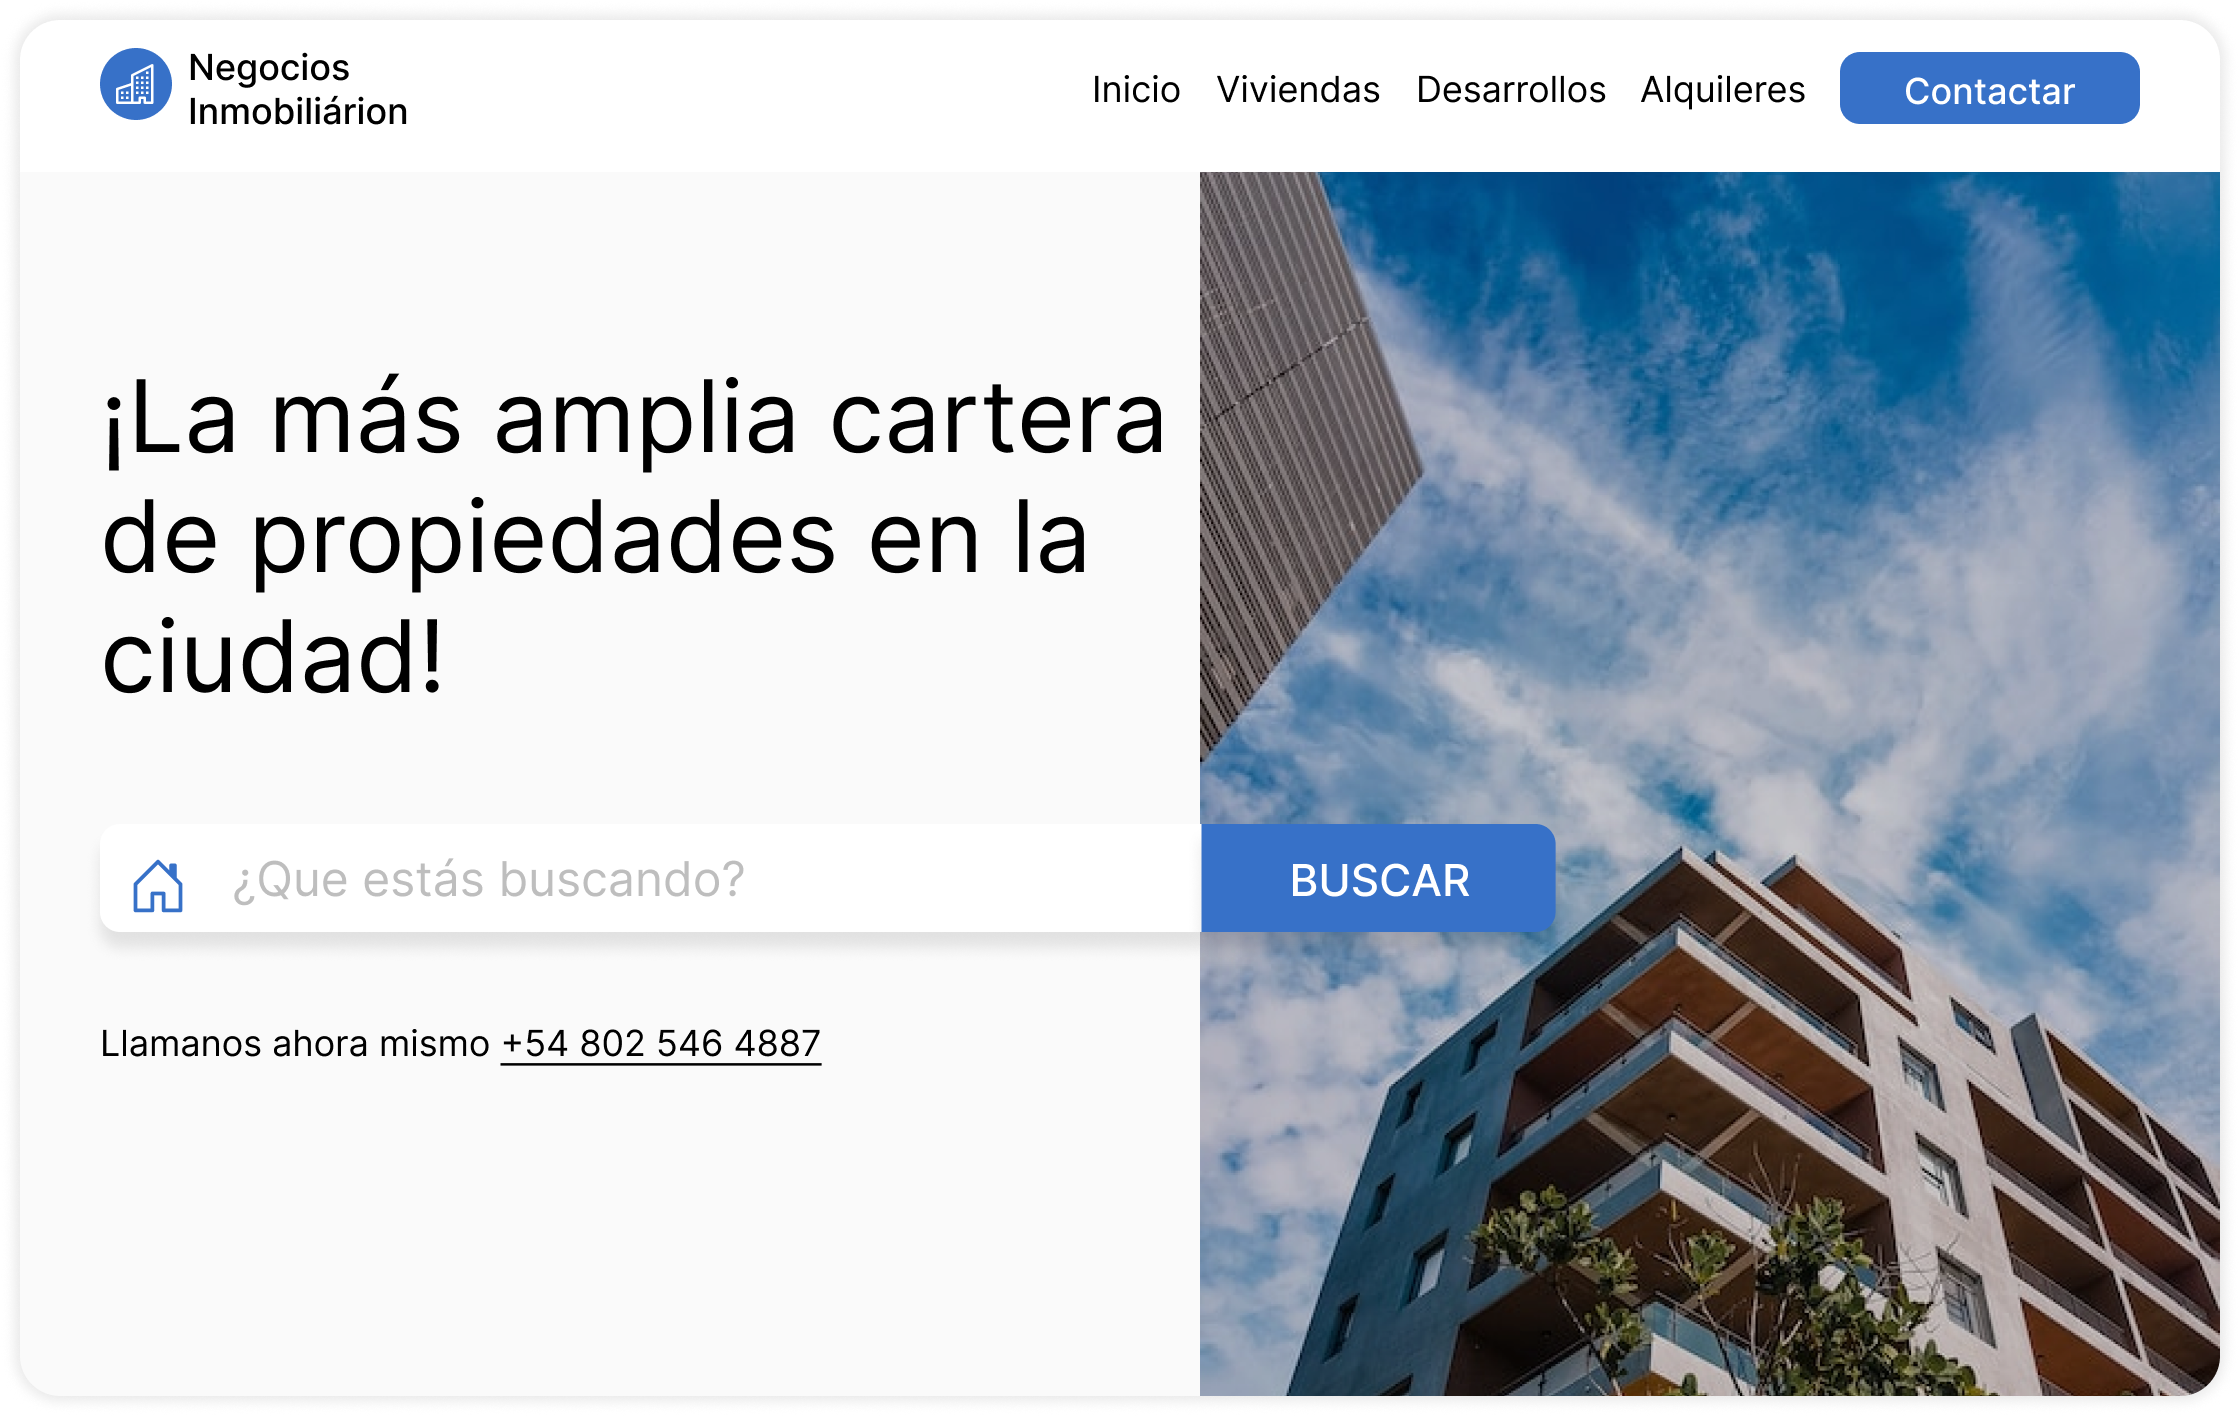 Negocios
Inmobiliárion
Inicio Viviendas Desarrollos Alquileres Contactar
¡La más amplia cartera
de propiedades en la
ciudad!
¿Que estás buscando? BUSCAR
Llamanos ahora mismo +54 802 546 4887